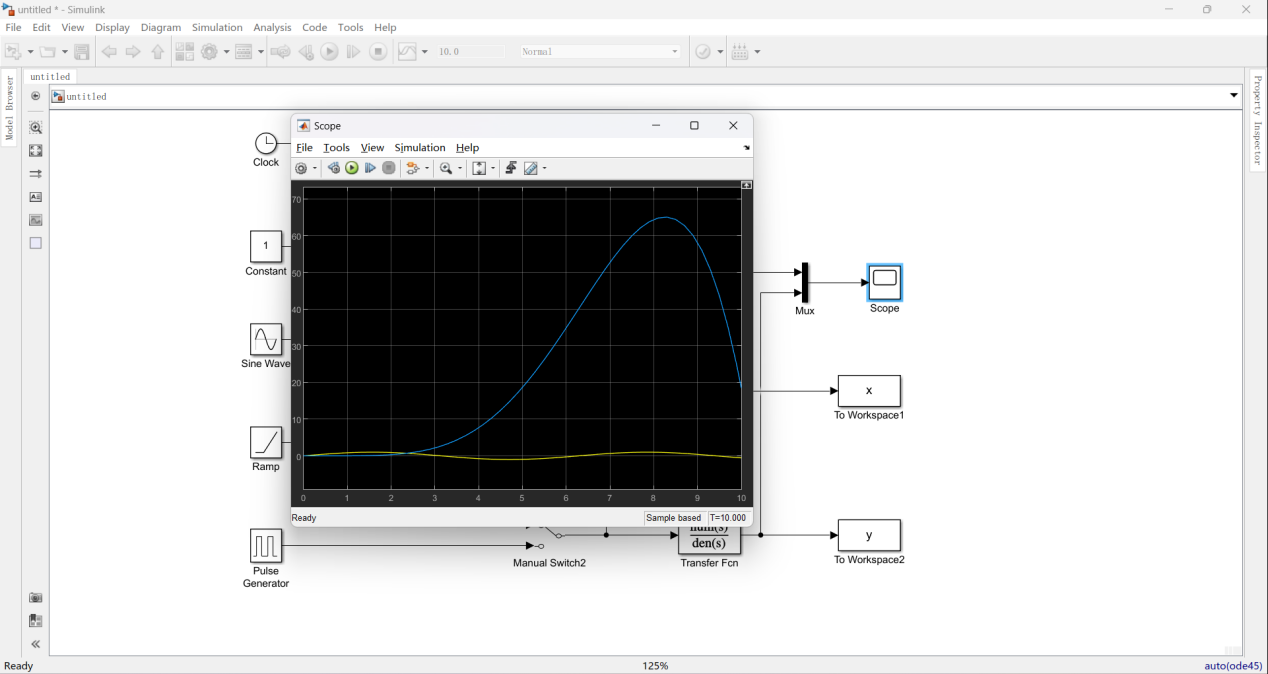 untitled * - Simulink
File Edit View Display Diagram Simulation Analysis Code Tools Help
10.0 Normal
Model Browser
untitled
untitled
Property Inspector
Clock
Scope
File Tools View Simulation Help
70
60
50
40
30
20
10
0
0 1 2 3 4 5 6 7 8 9 10
Ready Sample based T=10.000
1
Constant
Sine Wave
Ramp
Pulse
Generator
Manual Switch2
num(s)
den(s)
Transfer Fcn
Mux
Scope
x
To Workspace1
y
To Workspace2
Ready 125% auto(ode45)